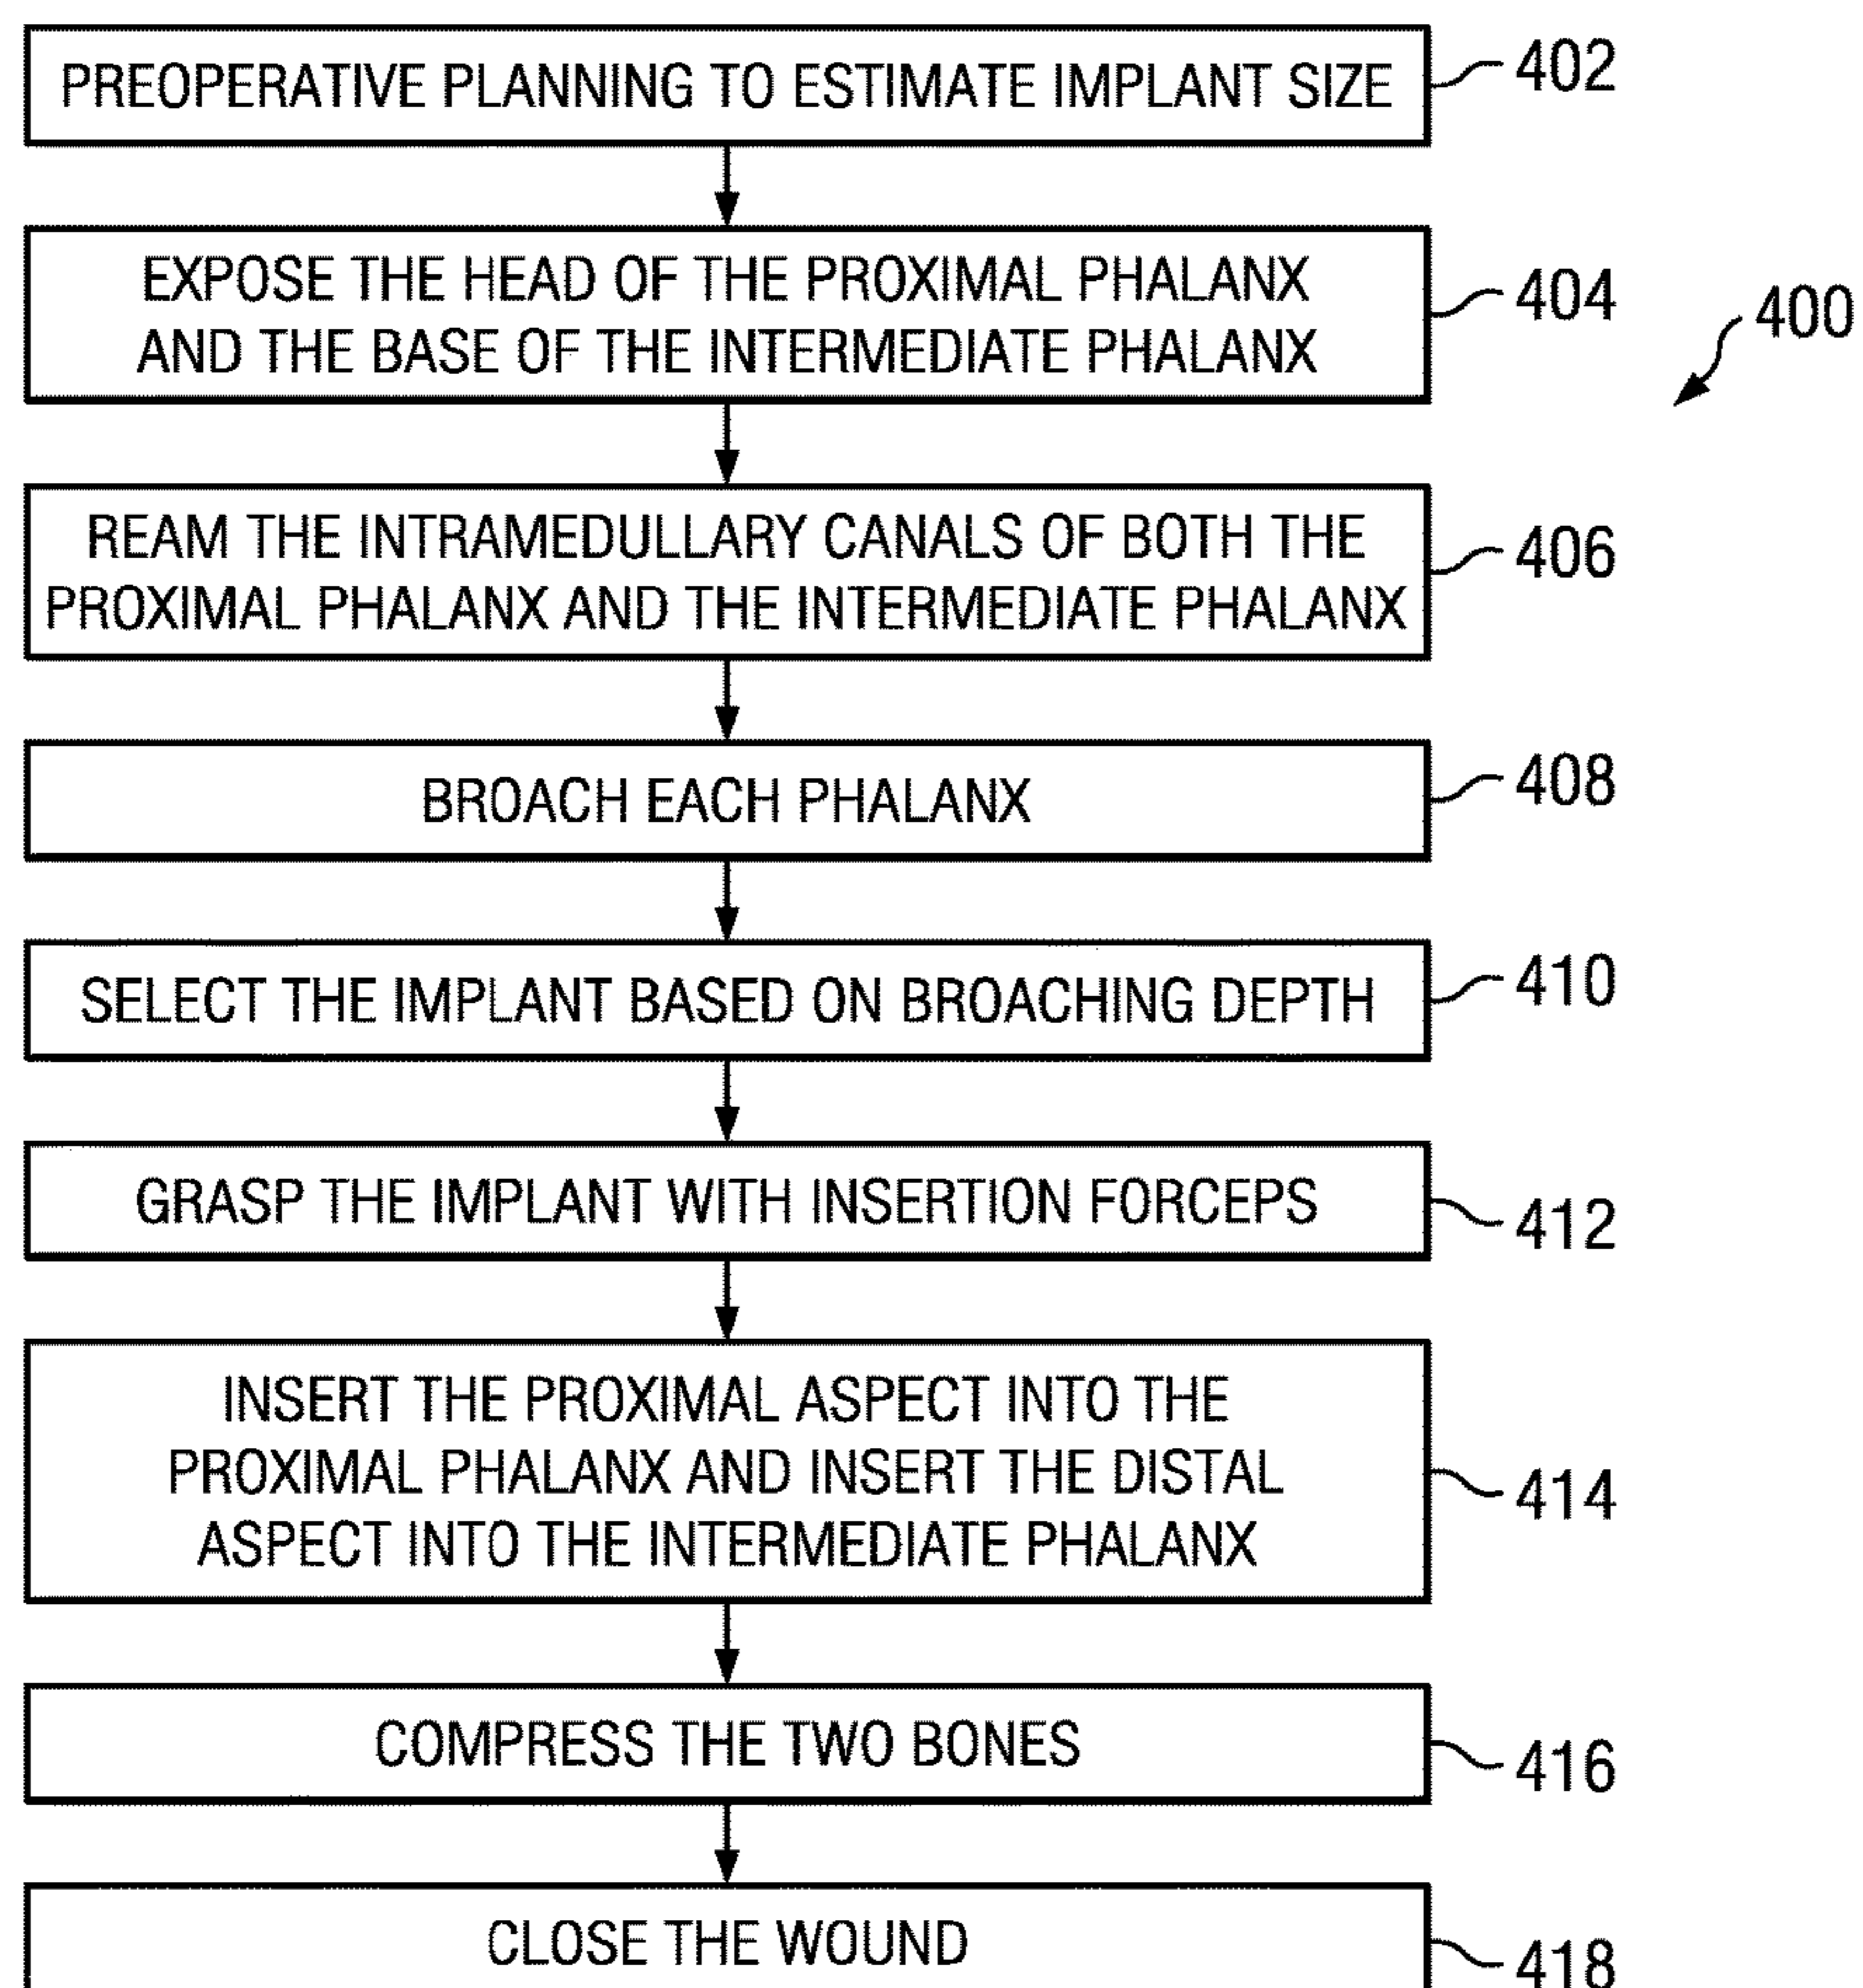 PREOPERATIVE PLANNING TO ESTIMATE IMPLANT SIZE
402
EXPOSE THE HEAD OF THE PROXIMAL PHALANX
AND THE BASE OF THE INTERMEDIATE PHALANX
404
400
REAM THE INTRAMEDULLARY CANALS OF BOTH THE
PROXIMAL PHALANX AND THE INTERMEDIATE PHALANX
406
BROACH EACH PHALANX
408
SELECT THE IMPLANT BASED ON BROACHING DEPTH
410
GRASP THE IMPLANT WITH INSERTION FORCEPS
412
INSERT THE PROXIMAL ASPECT INTO THE
PROXIMAL PHALANX AND INSERT THE DISTAL
ASPECT INTO THE INTERMEDIATE PHALANX
414
COMPRESS THE TWO BONES
416
CLOSE THE WOUND
418